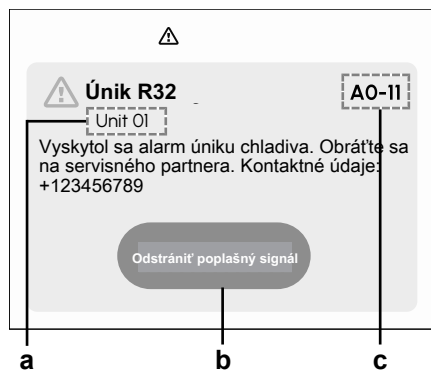 Únik R32
A0-11
Unit 01
Vyskytol sa alarm úniku chladiva. Obráťte sa
na servisného partnera. Kontaktné údaje:
+123456789
Odstrániť poplašný signál
a
b
c